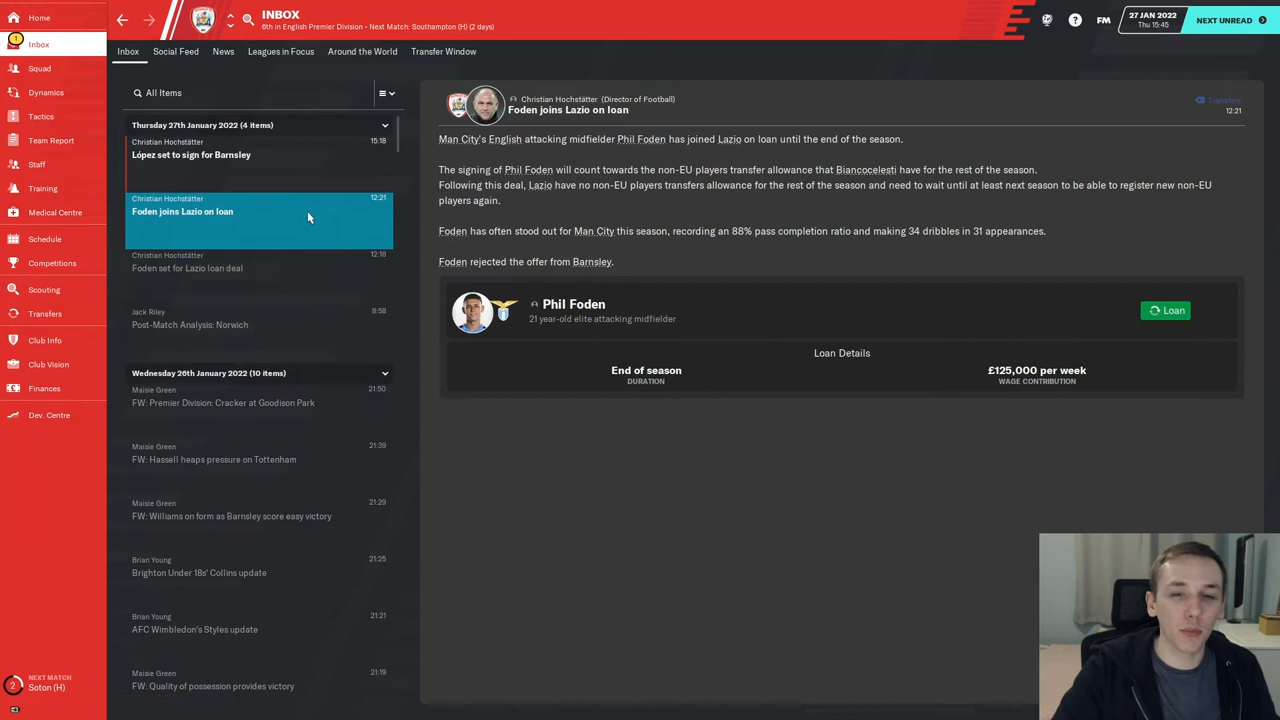 Home
INBOX
6th in English Premier Division - Next Match: Southampton (H) (2 days)
?
FM
27 JAN 2022
Thu 15:45
NEXT UNREAD
1
Inbox
Squad
Dynamics
Tactics
Team Report
Staff
Training
Medical Centre
Schedule
Competitions
Scouting
Transfers
Club Info
Club Vision
Finances
Dev. Centre
2
NEXT MATCH
Soton (H)
Inbox
Social Feed
News
Leagues in Focus
Around the World
Transfer Window
All Items
Thursday 27th January 2022 (4 items)
Christian Hochstätter 15:18
López set to sign for Barnsley
Christian Hochstätter 12:21
Foden joins Lazio on loan
Christian Hochstätter 12:18
Foden set for Lazio loan deal
Jack Riley 8:58
Post-Match Analysis: Norwich
Wednesday 26th January 2022 (10 items)
Maisie Green 21:50
FW: Premier Division: Cracker at Goodison Park
Maisie Green 21:39
FW: Hassell heaps pressure on Tottenham
Maisie Green 21:29
FW: Williams on form as Barnsley score easy victory
Brian Young 21:25
Brighton Under 18s' Collins update
Brian Young 21:21
AFC Wimbledon's Styles update
Maisie Green 21:19
FW: Quality of possession provides victory
Christian Hochstätter (Director of Football)
Foden joins Lazio on loan
Transfers
12:21
Man City's English attacking midfielder Phil Foden has joined Lazio on loan until the end of the season.
The signing of Phil Foden will count towards the non-EU players transfer allowance that Biancocelesti have for the rest of the season.
Following this deal, Lazio have no non-EU players transfers allowance for the rest of the season and need to wait until at least next season to be able to register new non-EU
players again.
Foden has often stood out for Man City this season, recording an 88% pass completion ratio and making 34 dribbles in 31 appearances.
Foden rejected the offer from Barnsley.
Phil Foden
21 year-old elite attacking midfielder
Loan
Loan Details
End of season
DURATION
£125,000 per week
WAGE CONTRIBUTION